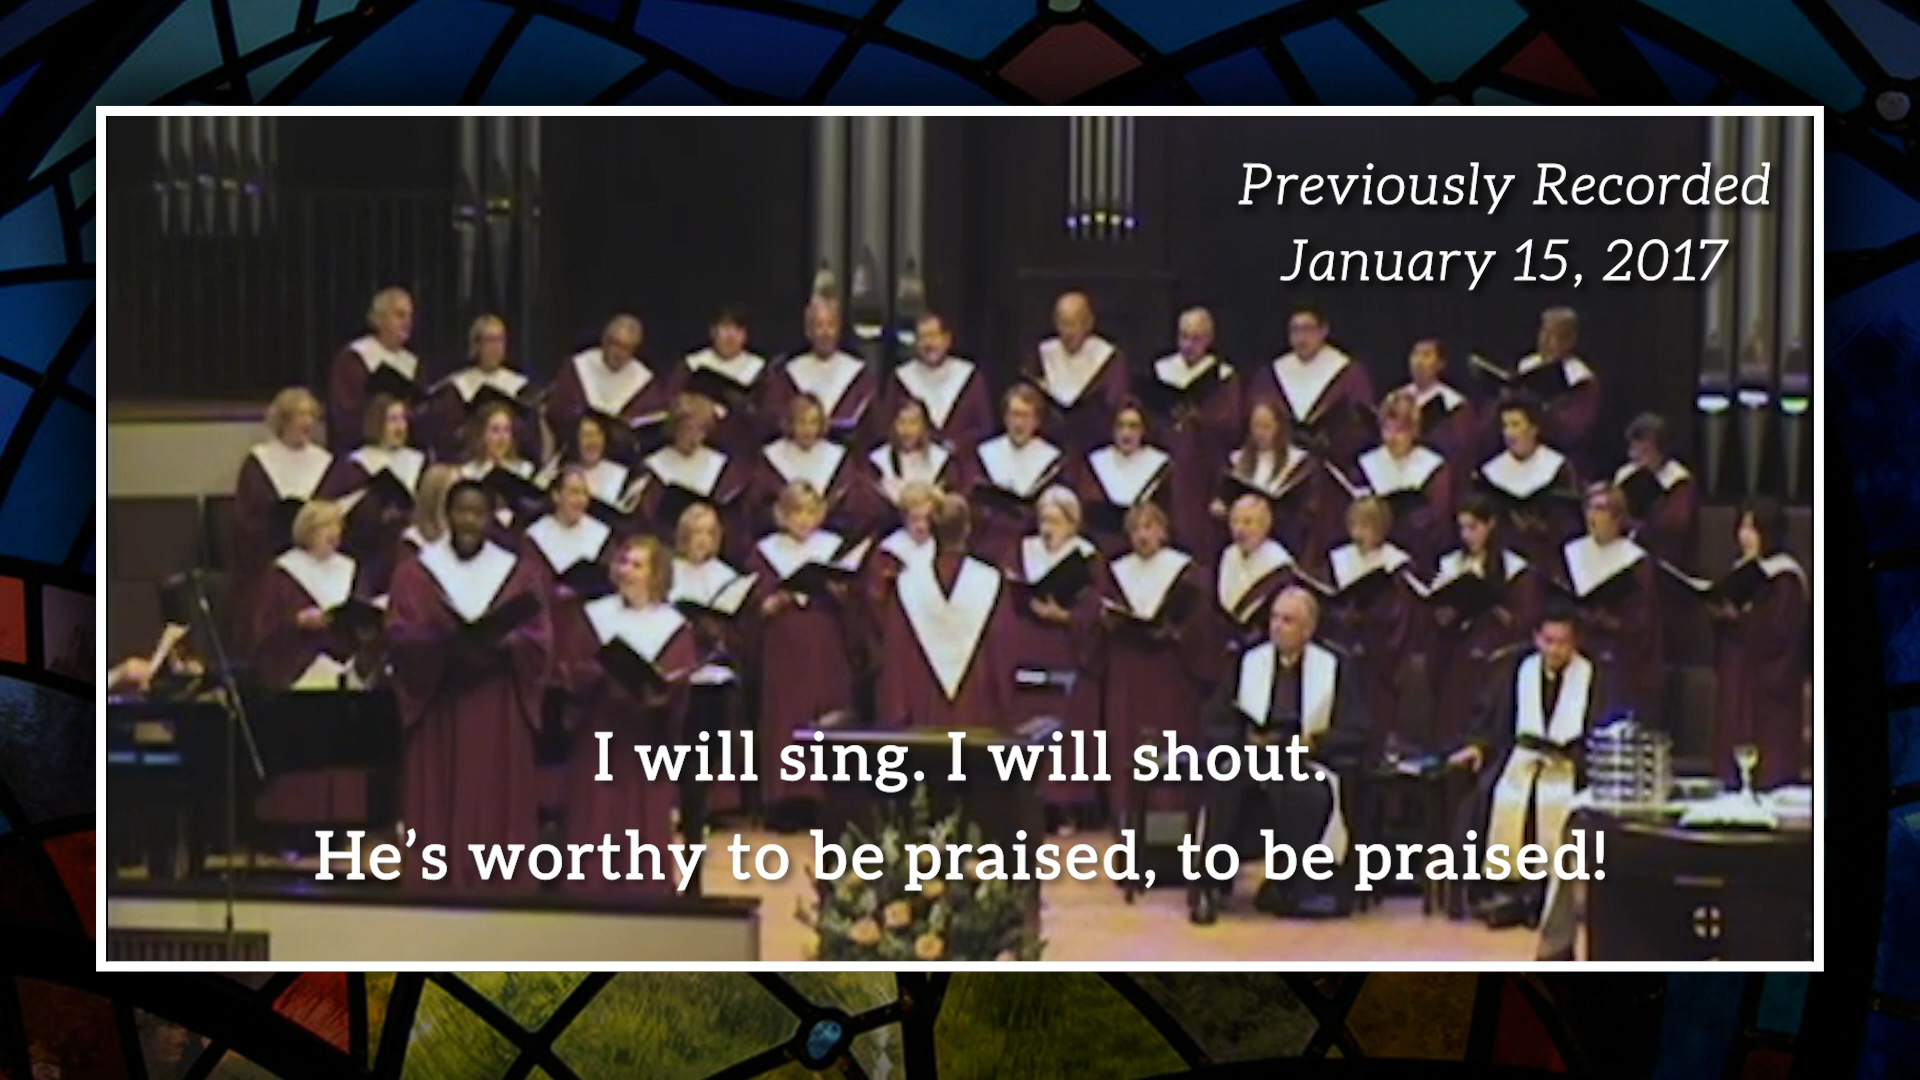 Previously Recorded
January 15, 2017
I will sing. I will shout.
He’s worthy to be praised, to be praised!